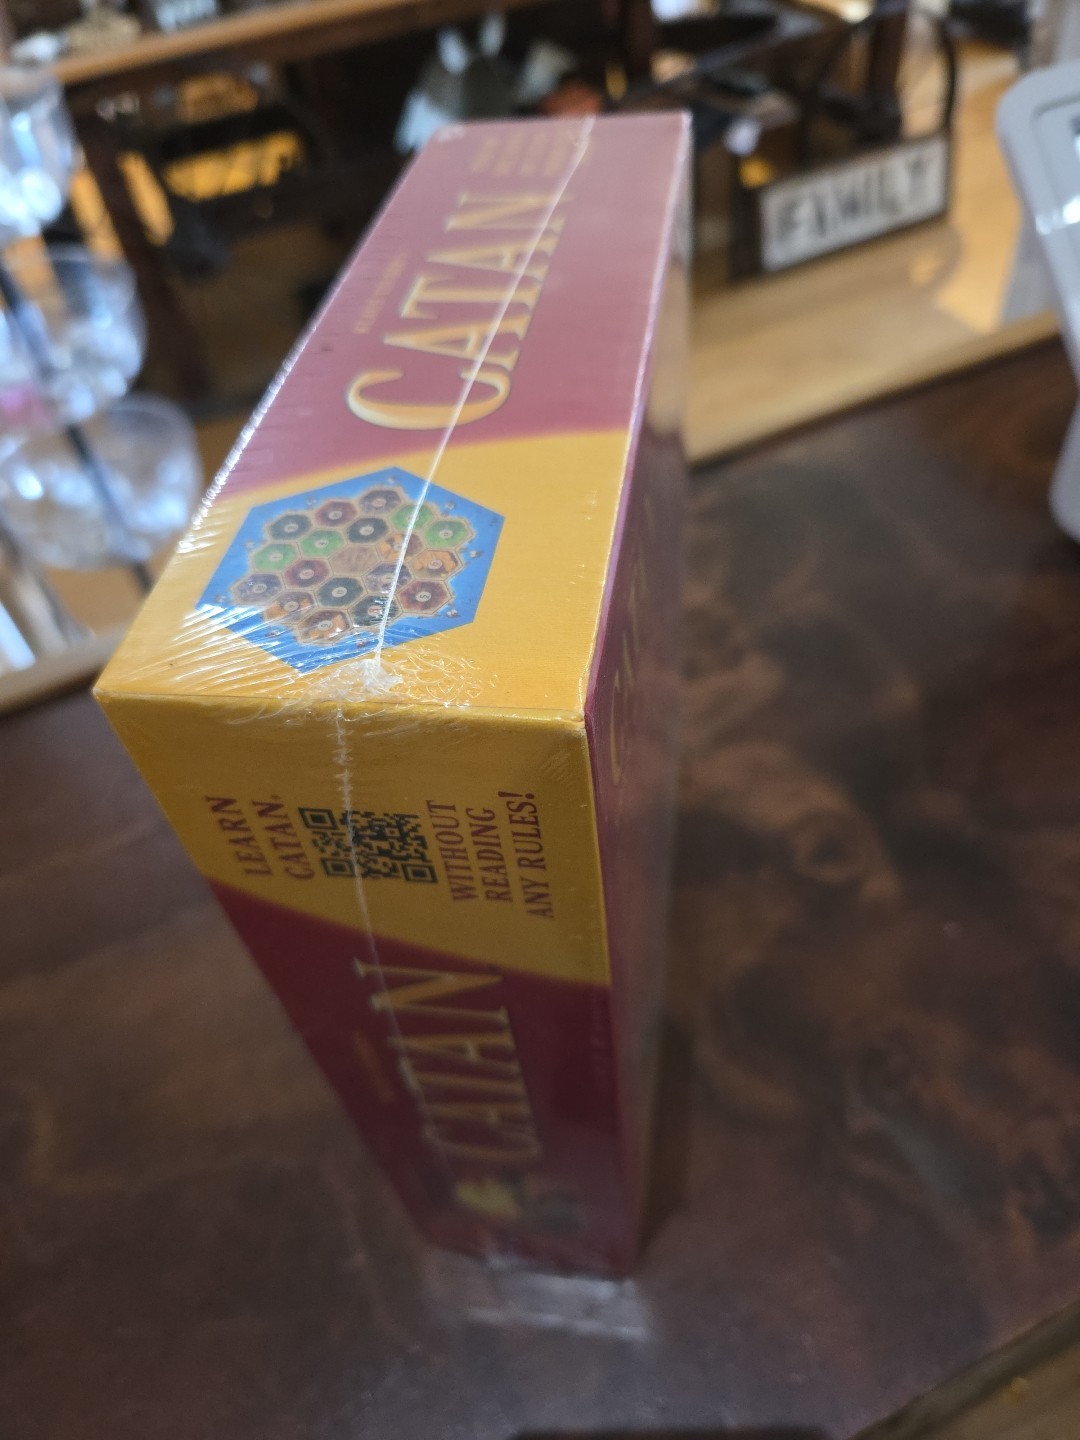 CATAN
FAMILY
LEARN
CATAN.
WITHOUT
READING
ANY RULES!
CATAN